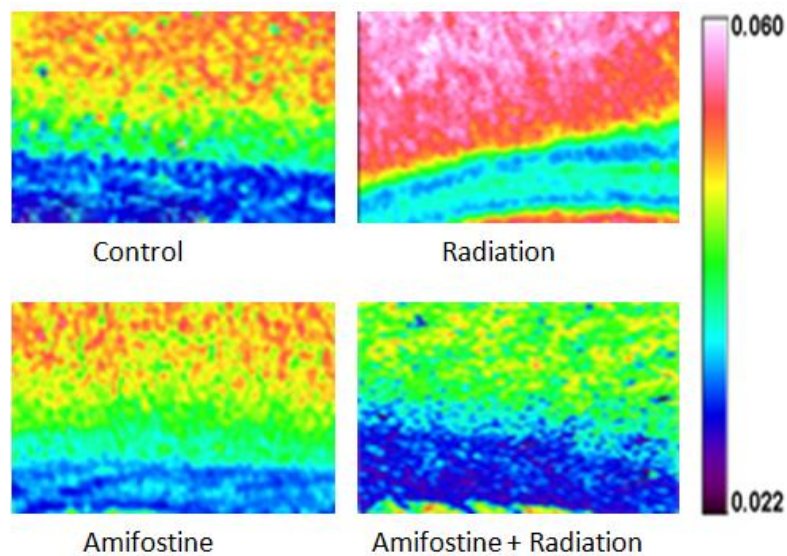 0.060
Control
Radiation
Amifostine
Amifostine + Radiation
0.022